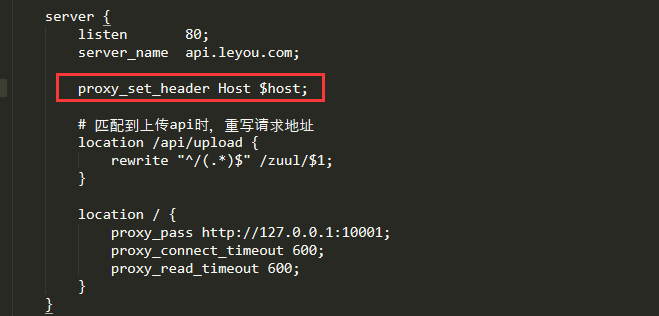 server {
listen 80;
server_name api.leyou.com;
proxy_set_header Host $host;
# 匹配到上传api时，重写请求地址
location /api/upload {
rewrite "^/(.*)$" /zuul/$1;
}
location / {
proxy_pass http://127.0.0.1:10001;
proxy_connect_timeout 600;
proxy_read_timeout 600;
}
}